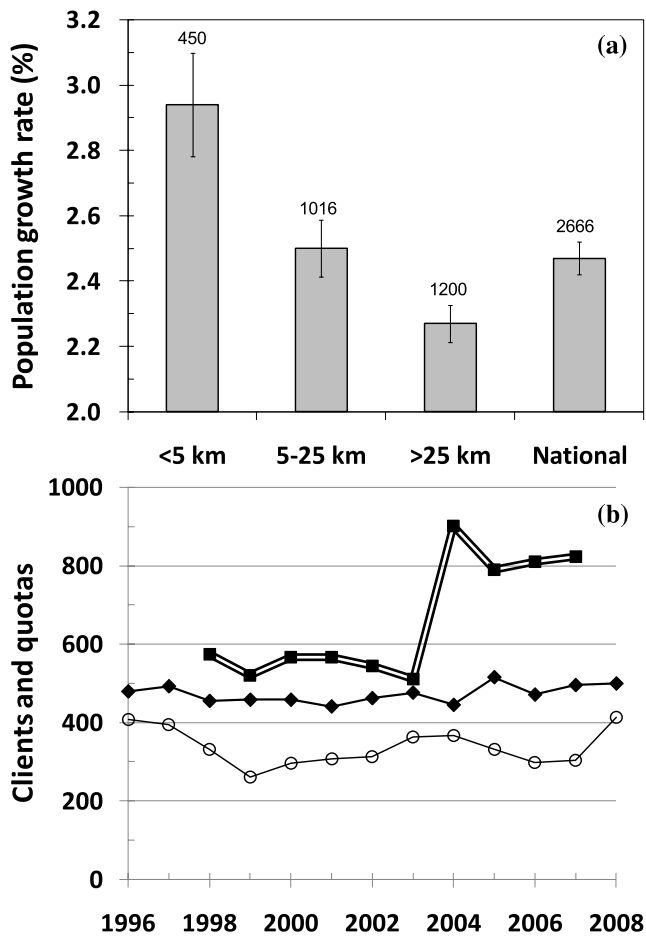 Population growth rate (%)
3.2
3.0
2.8
2.6
2.4
2.2
2.0
(a)
450
1016
1200
2666
<5 km 5-25 km >25 km National
Clients and quotas
1000
800
600
400
200
0
(b)
1996 1998 2000 2002 2004 2006 2008